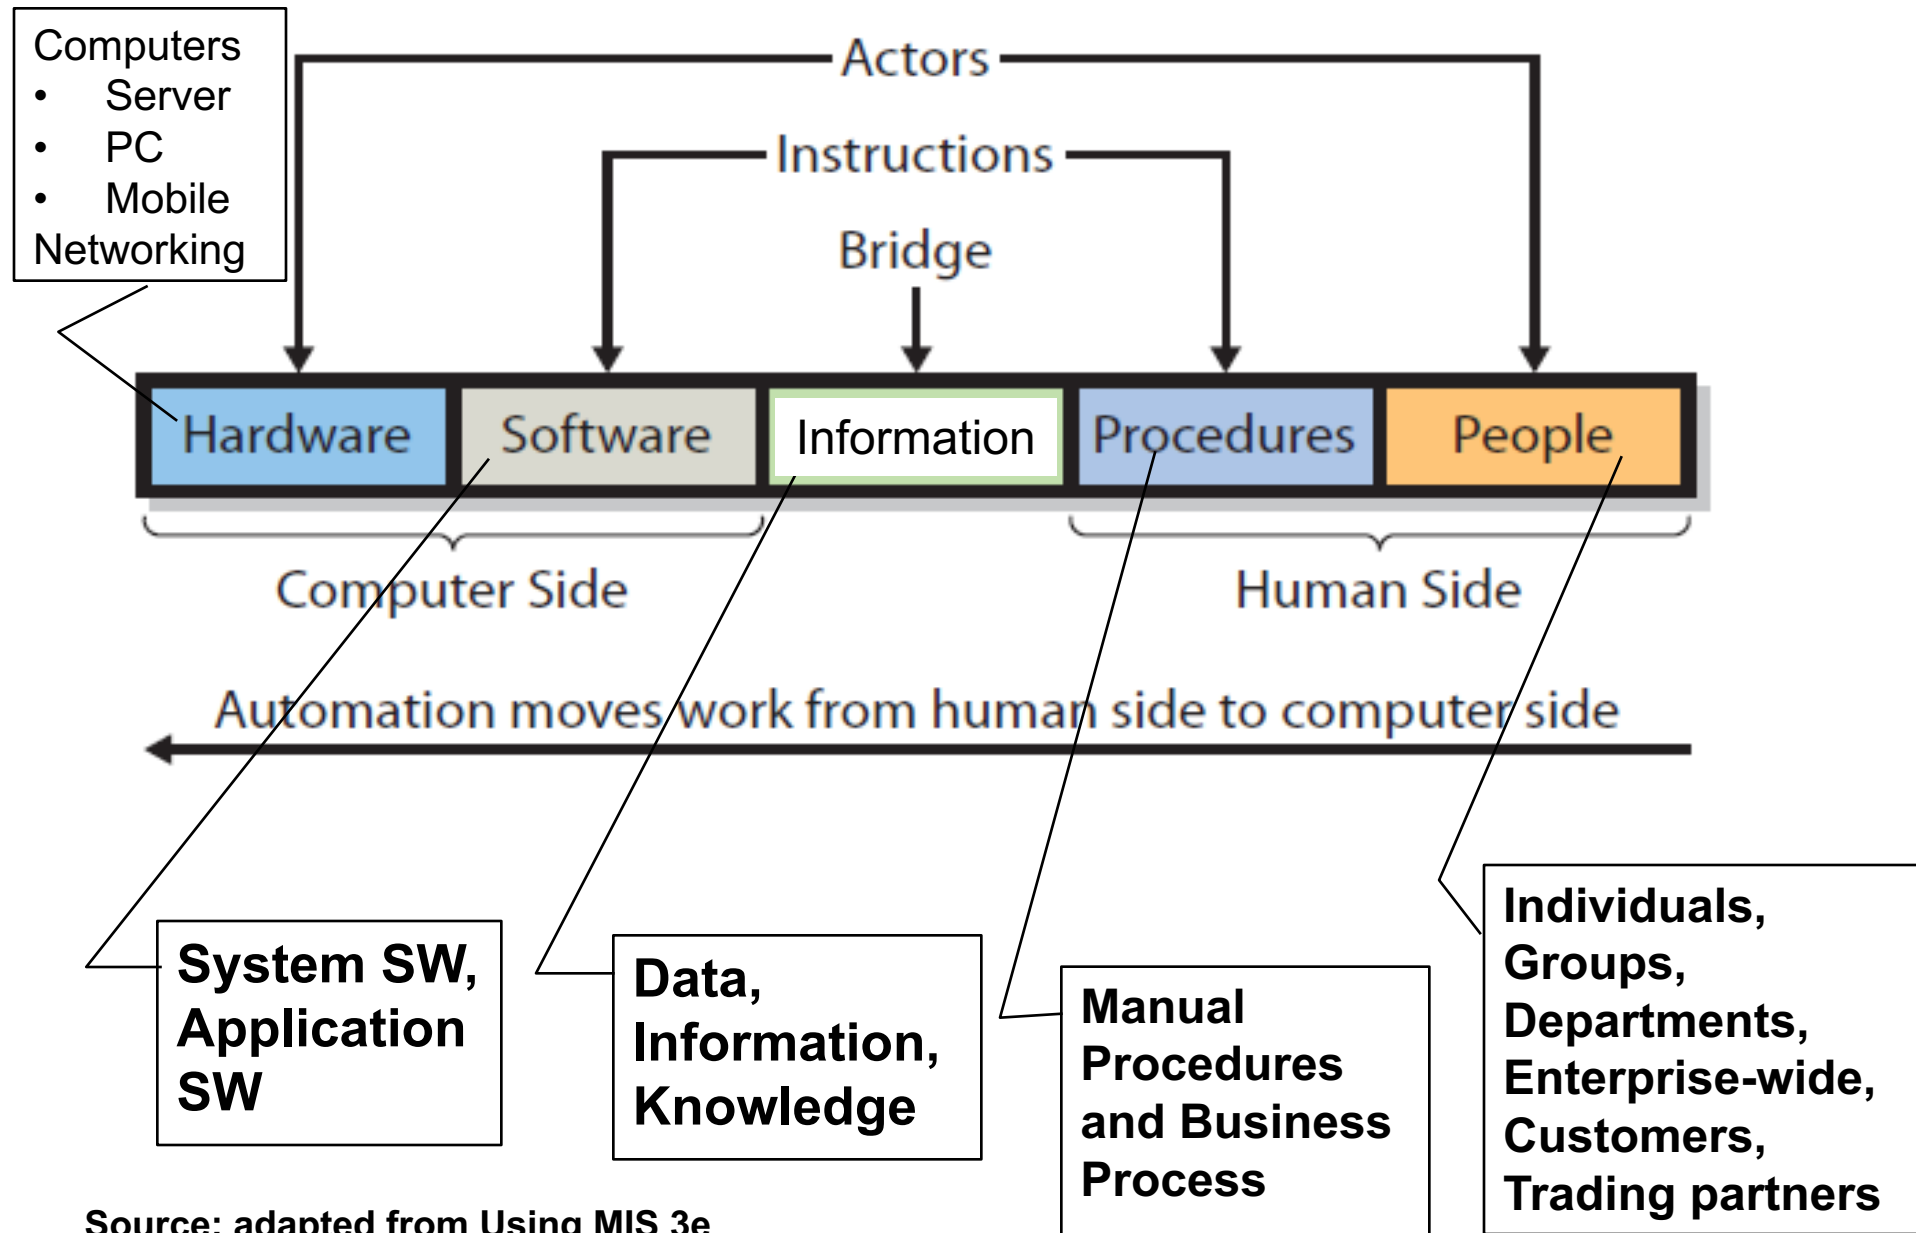 Computers
• Server
• PC
• Mobile
Networking
Actors
Instructions
Bridge
Hardware
Software
Information
Procedures
People
Computer Side
Human Side
Automation moves work from human side to computer side
System SW,
Application
SW
Data,
Information,
Knowledge
Manual
Procedures
and Business
Process
Individuals,
Groups,
Departments,
Enterprise-wide,
Customers,
Trading partners
Source: adapted from Using MIS 3e